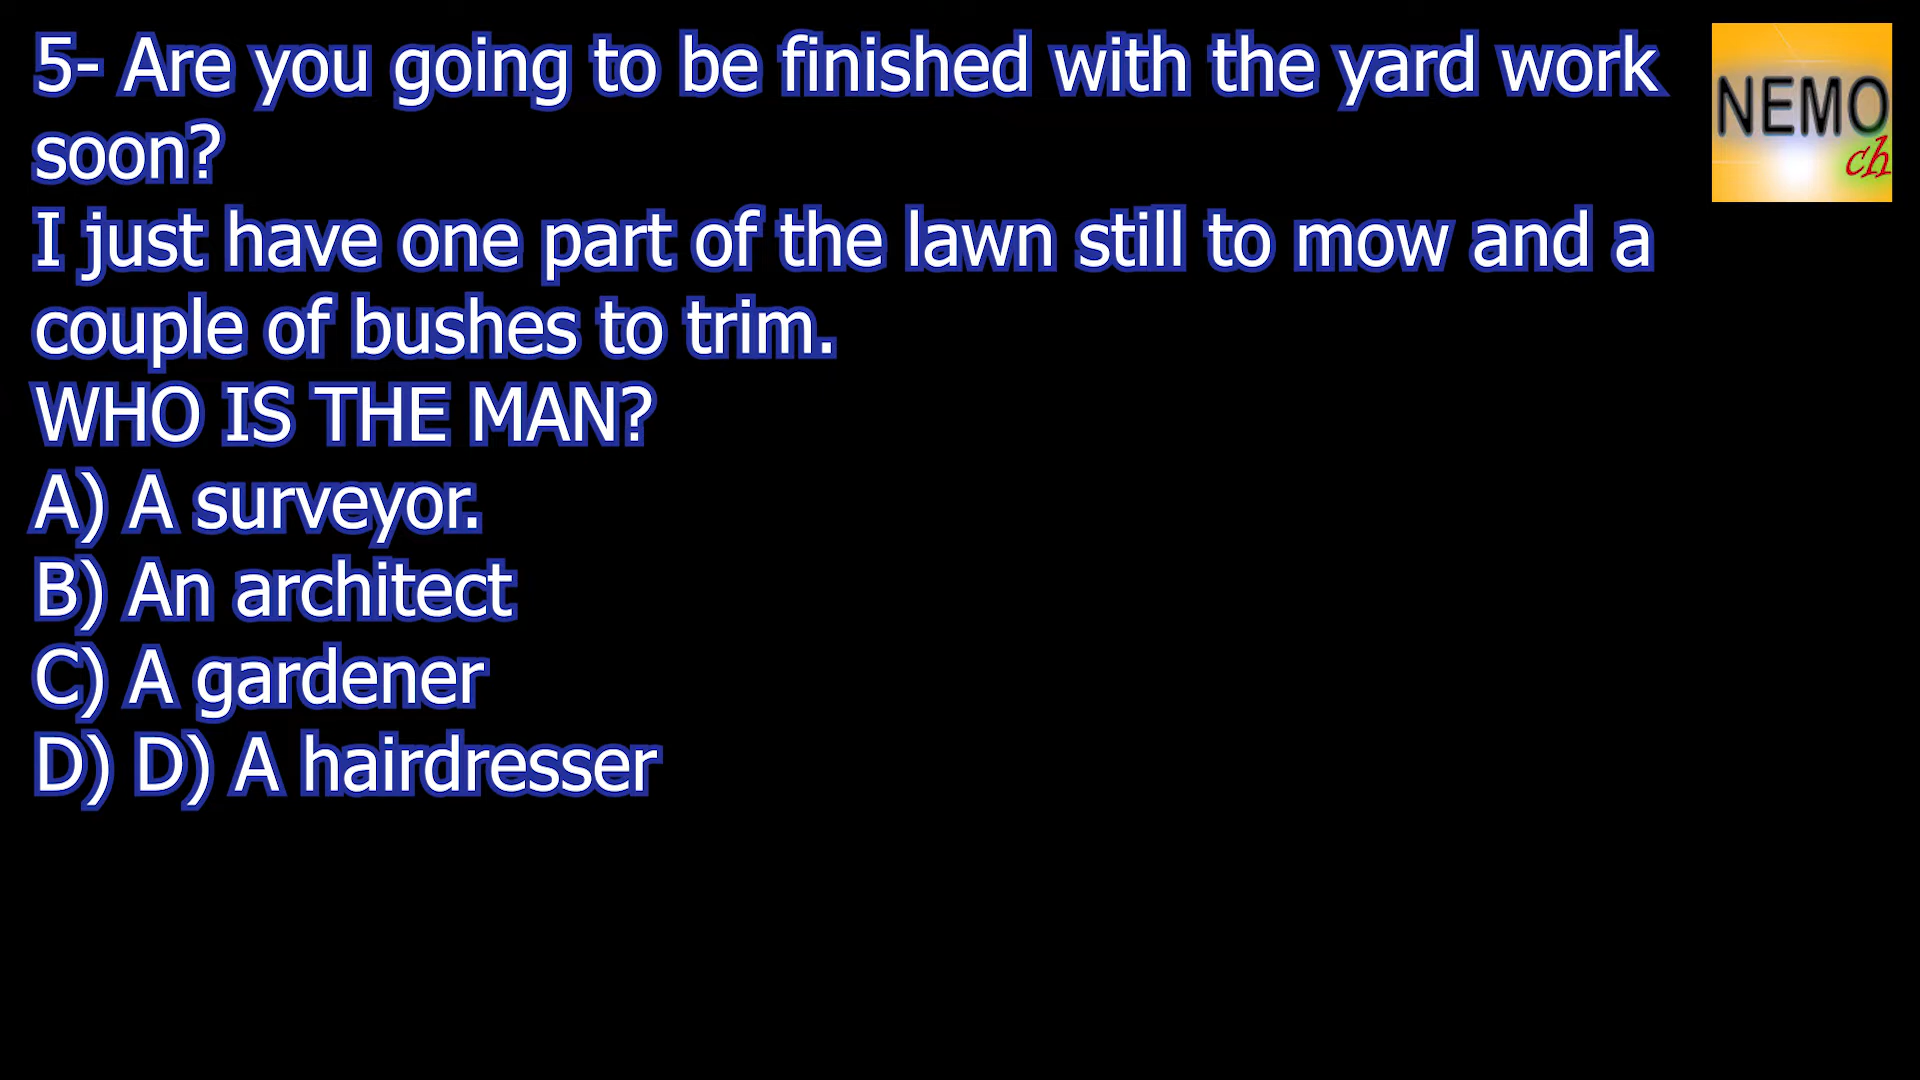 5- Are you going to be finished with the yard work
soon?
I just have one part of the lawn still to mow and a
couple of bushes to trim.
WHO IS THE MAN?
A) A surveyor.
B) An architect
C) A gardener
D) D) A hairdresser
NEMO
ch